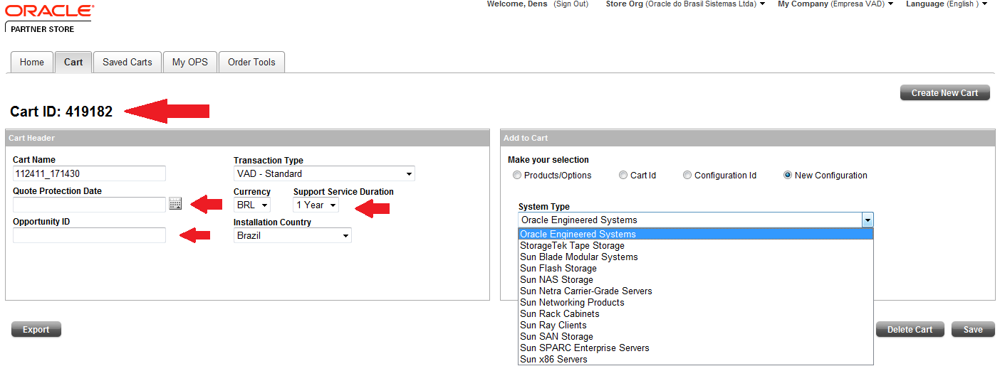 ORACLE
PARTNER STORE
Welcome, Dens (Sign Out) Store Org (Oracle do Brasil Sistemas Ltda) My Company (Empresa VAD) Language (English )
Home Cart Saved Carts My OPS Order Tools
Create New Cart
Cart ID: 419182
Cart Header
Cart Name
112411_171430
Transaction Type
VAD - Standard
Quote Protection Date
Currency
BRL
Support Service Duration
1 Year
Opportunity ID
Installation Country
Brazil
Add to Cart
Make your selection
Products/Options Cart Id Configuration Id New Configuration
System Type
Oracle Engineered Systems
Oracle Engineered Systems
StorageTek Tape Storage
Sun Blade Modular Systems
Sun Flash Storage
Sun NAS Storage
Sun Netra Carrier-Grade Servers
Sun Networking Products
Sun Rack Cabinets
Sun Ray Clients
Sun SAN Storage
Sun SPARC Enterprise Servers
Sun x86 Servers
Export
Delete Cart Save